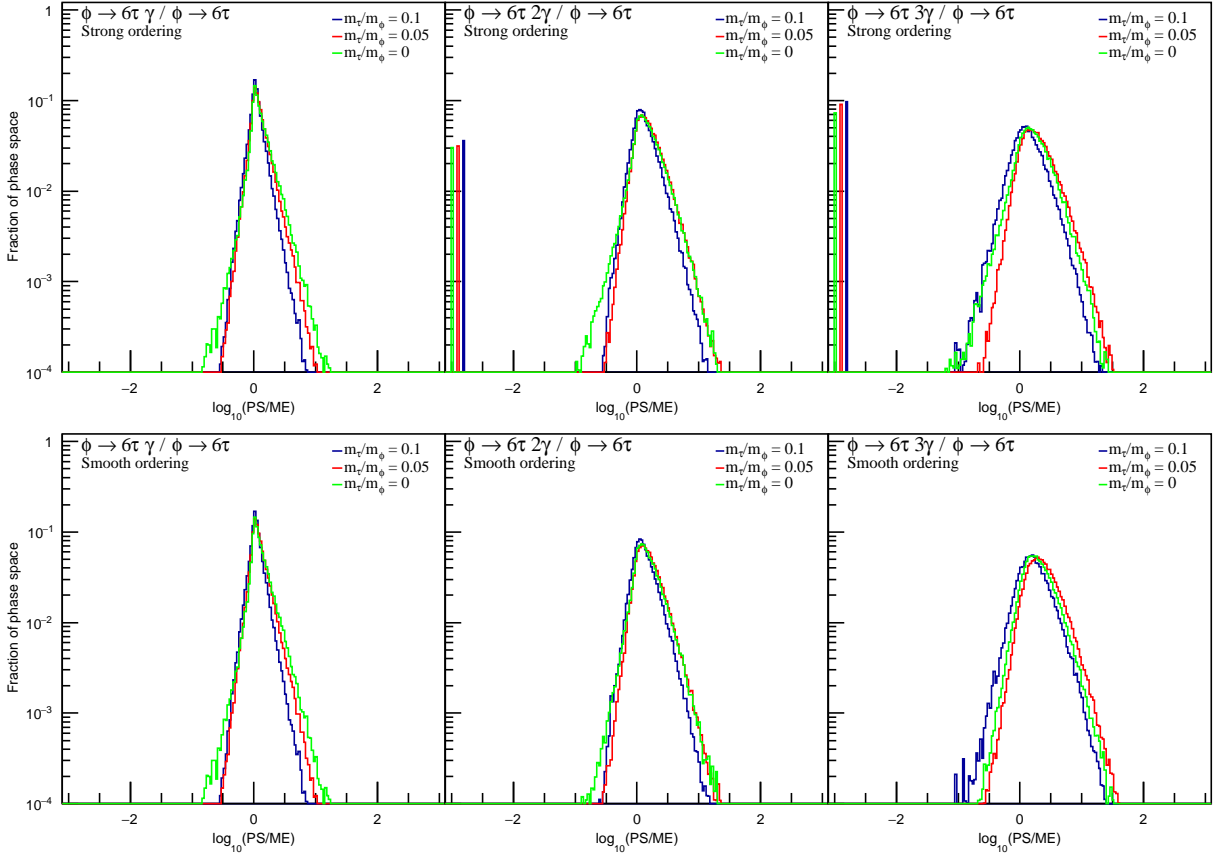 ϕ → 6τ γ / ϕ → 6τ
Strong ordering
m_τ/m_ϕ = 0.1
m_τ/m_ϕ = 0.05
m_τ/m_ϕ = 0
1
10⁻¹
10⁻²
10⁻³
10⁻⁴
Fraction of phase space
−2 0 2
log₁₀(PS/ME)
ϕ → 6τ 2γ / ϕ → 6τ
Strong ordering
m_τ/m_ϕ = 0.1
m_τ/m_ϕ = 0.05
m_τ/m_ϕ = 0
−2 0 2
log₁₀(PS/ME)
ϕ → 6τ 3γ / ϕ → 6τ
Strong ordering
m_τ/m_ϕ = 0.1
m_τ/m_ϕ = 0.05
m_τ/m_ϕ = 0
−2 0 2
log₁₀(PS/ME)
ϕ → 6τ γ / ϕ → 6τ
Smooth ordering
m_τ/m_ϕ = 0.1
m_τ/m_ϕ = 0.05
m_τ/m_ϕ = 0
1
10⁻¹
10⁻²
10⁻³
10⁻⁴
Fraction of phase space
−2 0 2
log₁₀(PS/ME)
ϕ → 6τ 2γ / ϕ → 6τ
Smooth ordering
m_τ/m_ϕ = 0.1
m_τ/m_ϕ = 0.05
m_τ/m_ϕ = 0
−2 0 2
log₁₀(PS/ME)
ϕ → 6τ 3γ / ϕ → 6τ
Smooth ordering
m_τ/m_ϕ = 0.1
m_τ/m_ϕ = 0.05
m_τ/m_ϕ = 0
−2 0 2
log₁₀(PS/ME)